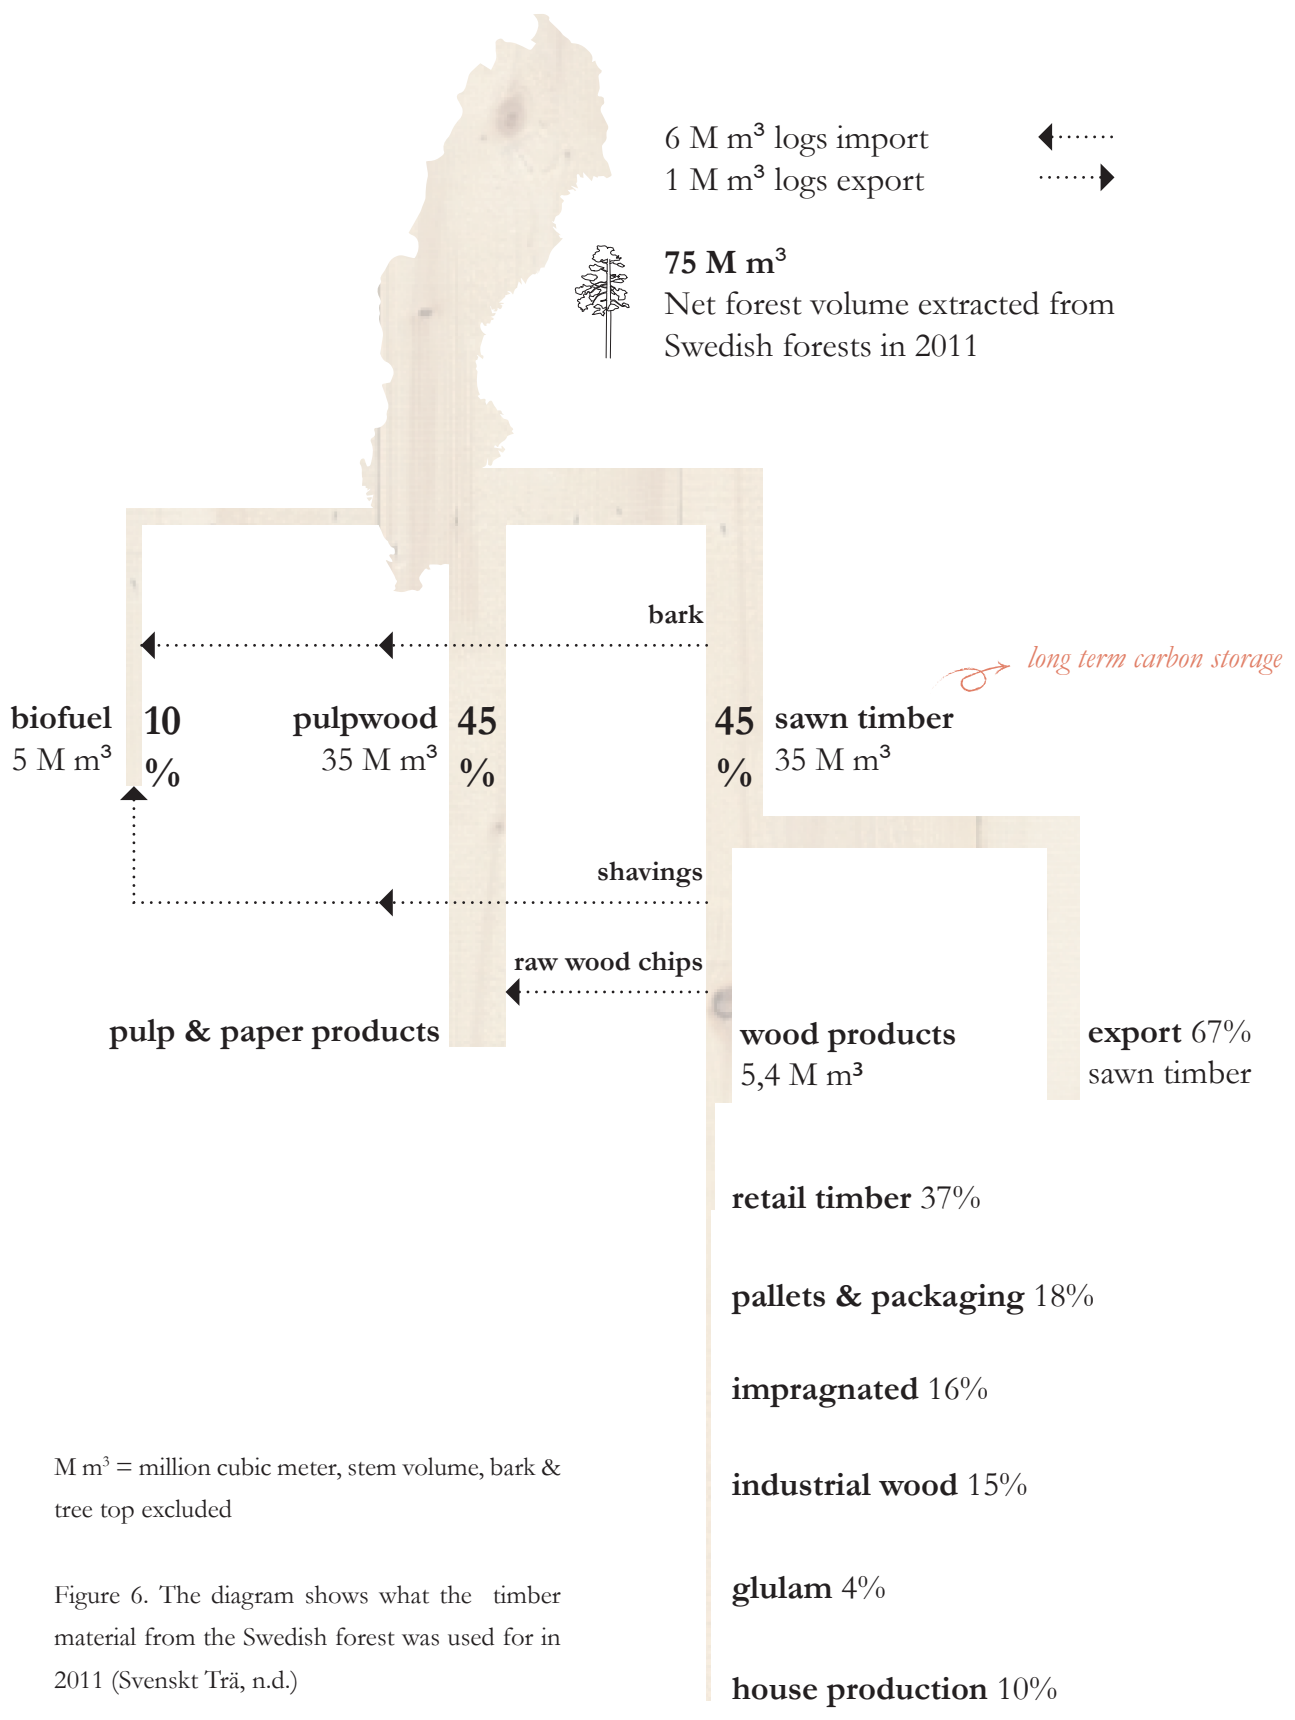 6 M m³ logs import
1 M m³ logs export
75 M m³
Net forest volume extracted from
Swedish forests in 2011
bark
long term carbon storage
biofuel
5 M m³
10
%
pulpwood
35 M m³
45
%
45
%
sawn timber
35 M m³
shavings
raw wood chips
pulp & paper products
wood products
5,4 M m³
export 67%
sawn timber
retail timber 37%
pallets & packaging 18%
impragnated 16%
industrial wood 15%
glulam 4%
house production 10%
M m³ = million cubic meter, stem volume, bark &
tree top excluded
Figure 6. The diagram shows what the timber
material from the Swedish forest was used for in
2011 (Svenskt Trä, n.d.)